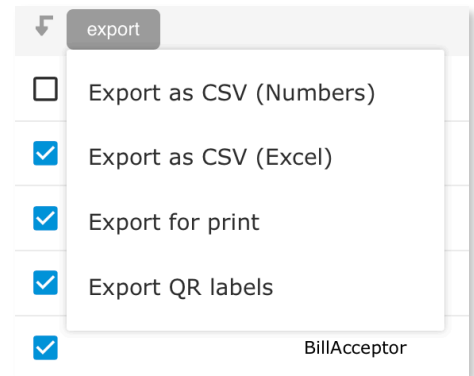 export
Export as CSV (Numbers)
Export as CSV (Excel)
Export for print
Export QR labels
BillAcceptor